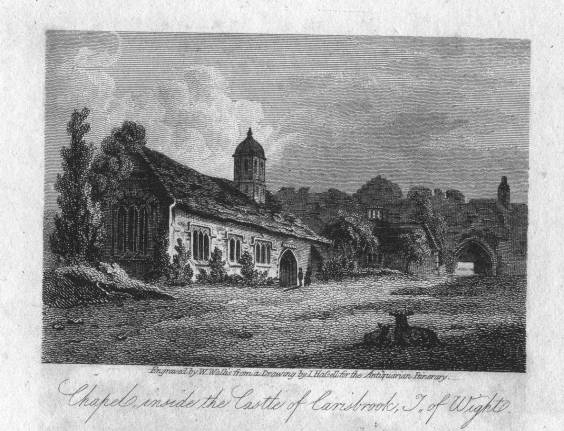 Engraved by W. Wallis from a Drawing by I. Hassell, for the Antiquarian Itinerary.
Chapel, inside the Castle of Carisbrook, I. of Wight.